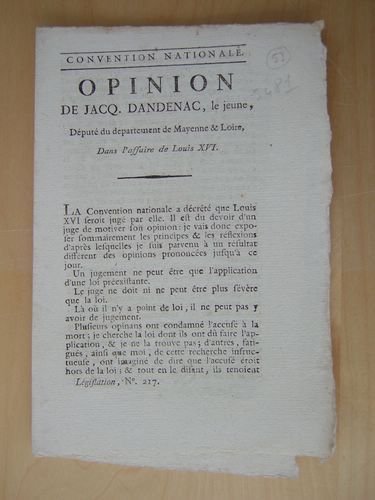 CONVENTION NATIONALE.
57
OPINION
DE JACQ. DANDENAC, le jeune,
Député du departement de Mayenne & Loire,
Dans l'affaire de Louis XVI.
LA Convention nationale a décrété que Louis
XVI seroit jugé par elle. Il est du devoir d'un
juge de motiver son opinion: je vais donc expo-
ser sommairement les principes & les réflexions
d'après lesquelles je suis parvenu à un résultat
différent des opinions prononcées jusqu'à ce
jour.
Un jugement ne peut être que l'application
d'une loi préexistante.
Le juge ne doit ni ne peut être plus sévère
que la loi.
Là où il n'y a point de loi, il ne peut pas y
avoir de jugement.
Plusieurs opinans ont condamné l'accusé à la
mort; je cherche la loi dont ils ont dû faire l'ap-
plication, & je ne la trouve pas; d'autres, fati-
gués, ainsi que moi, de cette recherche infruc-
tueuse, ont imaginé de dire que l'accusé étoit
hors de la loi; & tout en le disant, ils tenoient
Législation, N°. 217.